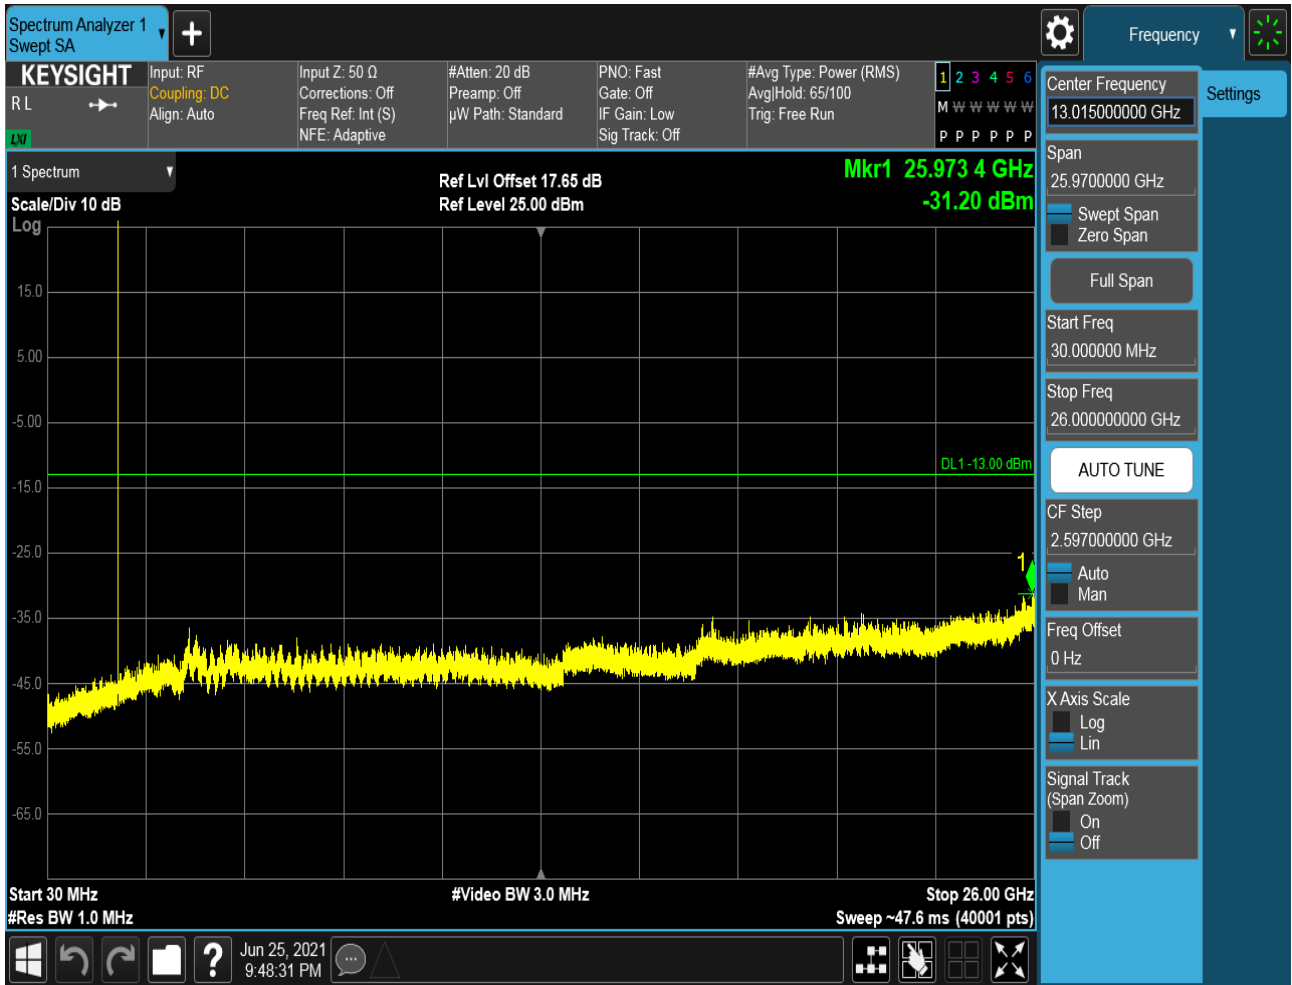 Spectrum Analyzer 1
Swept SA
Frequency
KEYSIGHT
R L
LXI
Input: RF
Coupling: DC
Align: Auto
Input Z: 50 Ω
Corrections: Off
Freq Ref: Int (S)
NFE: Adaptive
#Atten: 20 dB
Preamp: Off
µW Path: Standard
PNO: Fast
Gate: Off
IF Gain: Low
Sig Track: Off
#Avg Type: Power (RMS)
Avg|Hold: 65/100
Trig: Free Run
1 2 3 4 5 6
M W W W W W
P P P P P P
1 Spectrum
Scale/Div 10 dB
Log
Ref Lvl Offset 17.65 dB
Ref Level 25.00 dBm
Mkr1 25.973 4 GHz
-31.20 dBm
15.0
5.00
-5.00
-15.0
-25.0
-35.0
-45.0
-55.0
-65.0
DL1 -13.00 dBm
1
Start 30 MHz
#Res BW 1.0 MHz
#Video BW 3.0 MHz
Stop 26.00 GHz
Sweep ~47.6 ms (40001 pts)
Center Frequency
13.015000000 GHz
Settings
Span
25.9700000 GHz
Swept Span
Zero Span
Full Span
Start Freq
30.000000 MHz
Stop Freq
26.000000000 GHz
AUTO TUNE
CF Step
2.597000000 GHz
Auto
Man
Freq Offset
0 Hz
X Axis Scale
Log
Lin
Signal Track
(Span Zoom)
On
Off
?
Jun 25, 2021
9:48:31 PM